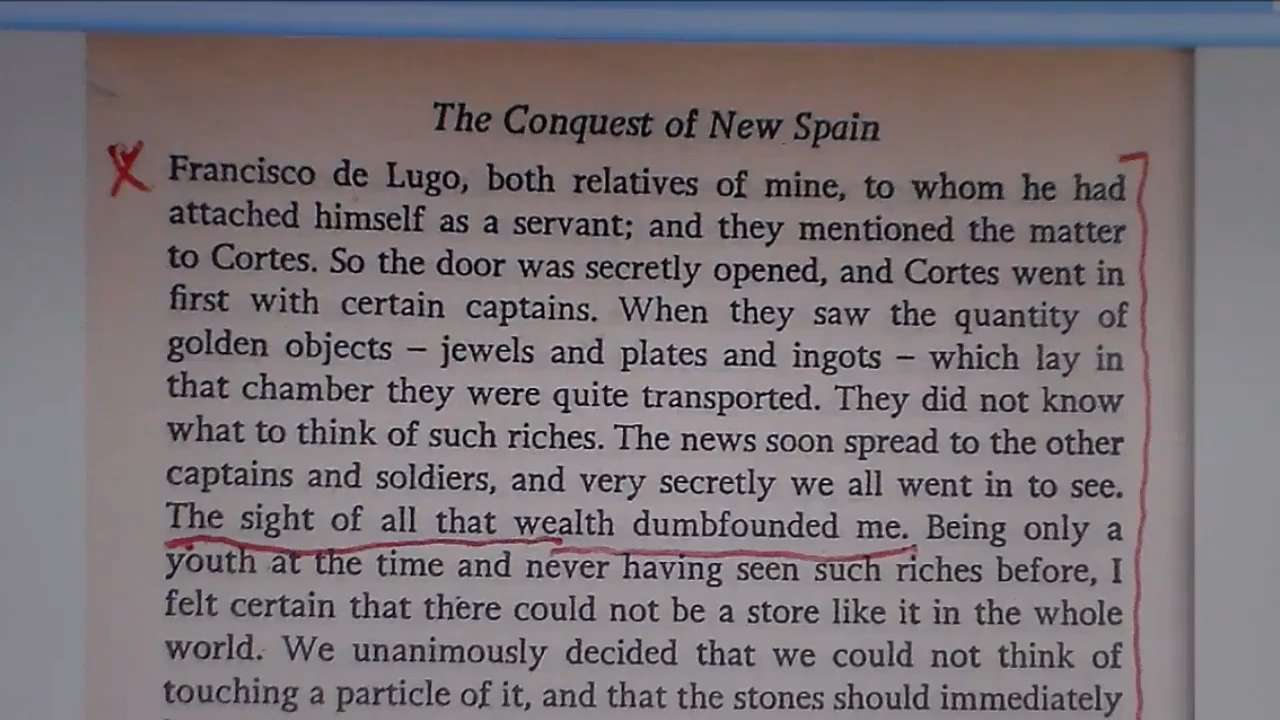 The Conquest of New Spain
Francisco de Lugo, both relatives of mine, to whom he had
attached himself as a servant; and they mentioned the matter
to Cortes. So the door was secretly opened, and Cortes went in
first with certain captains. When they saw the quantity of
golden objects – jewels and plates and ingots – which lay in
that chamber they were quite transported. They did not know
what to think of such riches. The news soon spread to the other
captains and soldiers, and very secretly we all went in to see.
The sight of all that wealth dumbfounded me. Being only a
youth at the time and never having seen such riches before, I
felt certain that there could not be a store like it in the whole
world. We unanimously decided that we could not think of
touching a particle of it, and that the stones should immediately